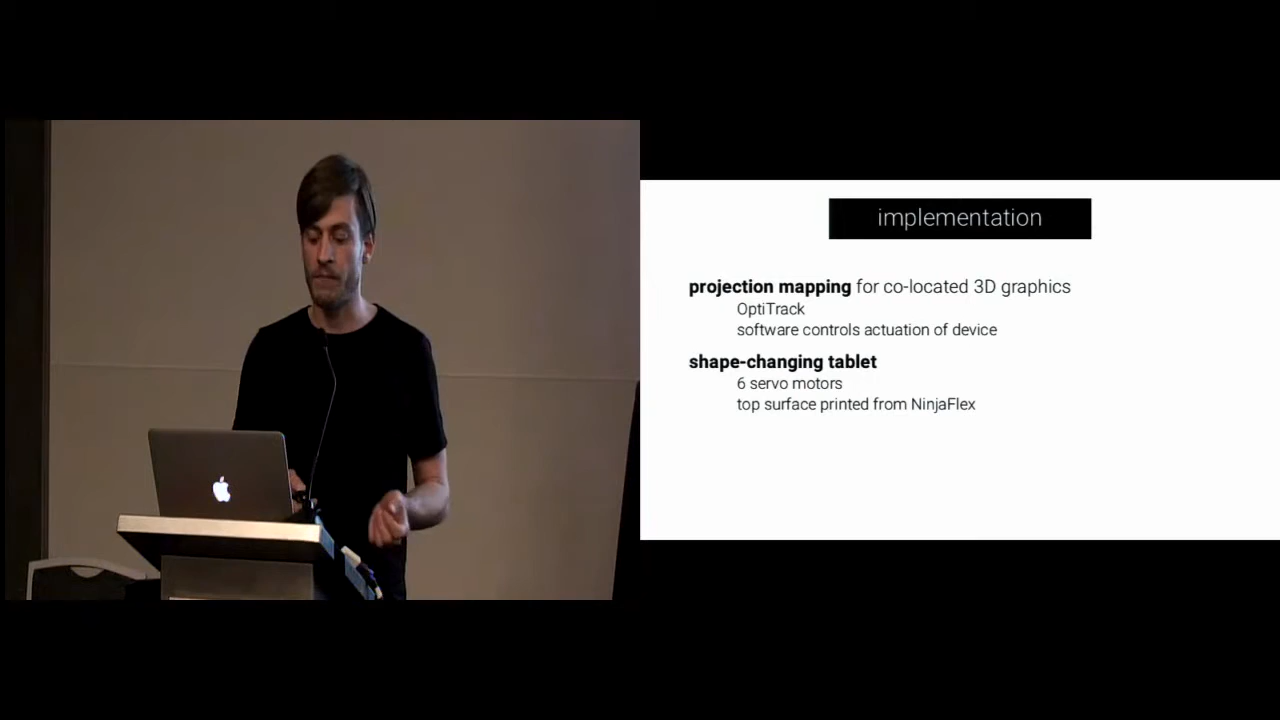 implementation
projection mapping for co-located 3D graphics
OptiTrack
software controls actuation of device
shape-changing tablet
6 servo motors
top surface printed from NinjaFlex